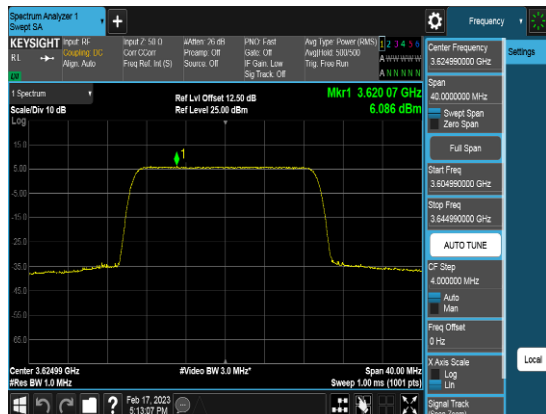 Spectrum Analyzer 1
Swept SA
Frequency
KEYSIGHT
Input: RF
Coupling: DC
Align: Auto
Input Z: 50 Ω
Corr CCorr
Freq Ref: Int (S)
#Atten: 26 dB
Preamp: Off
Source: Off
PNO: Fast
Gate: Off
IF Gain: Low
Sig Track: Off
Avg Type: Power (RMS)
Avg|Hold: 500/500
Trig: Free Run
1 2 3 4 5 6
A W W W W W
A N N N N N
R L
LV
1 Spectrum
Scale/Div 10 dB
Log
Ref Lvl Offset 12.50 dB
Ref Level 25.00 dBm
Mkr1 3.620 07 GHz
6.086 dBm
1
15.0
5.00
-5.00
-15.0
-25.0
-35.0
-45.0
-55.0
-65.0
Center 3.62499 GHz
#Res BW 1.0 MHz
#Video BW 3.0 MHz*
Span 40.00 MHz
Sweep 1.00 ms (1001 pts)
Feb 17, 2023
5:13:07 PM
Center Frequency
3.624990000 GHz
Span
40.0000000 MHz
Swept Span
Zero Span
Full Span
Start Freq
3.604990000 GHz
Stop Freq
3.644990000 GHz
AUTO TUNE
CF Step
4.000000 MHz
Auto
Man
Freq Offset
0 Hz
X Axis Scale
Log
Lin
Signal Track
(Span Zoom)
Settings
Local